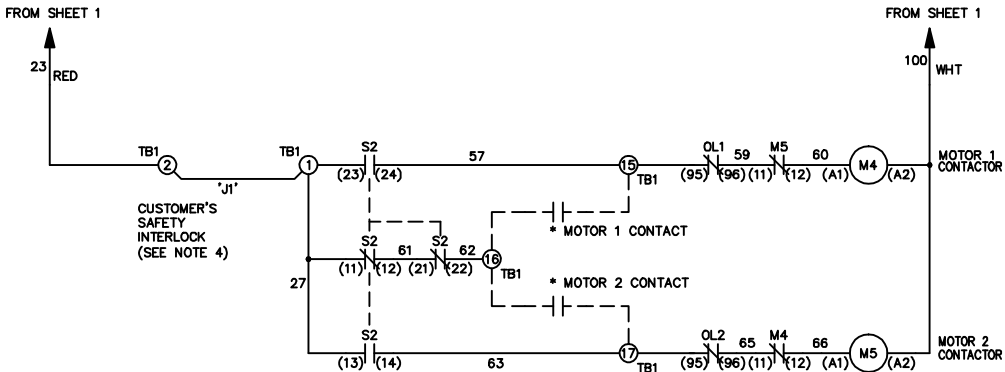 FROM SHEET 1
FROM SHEET 1
23
RED
100
WHT
TB1
2
TB1
1
S2
(23)
(24)
57
15
TB1
OL1
(95)
(96)
59
M5
(11)
(12)
60
(A1)
M4
(A2)
MOTOR 1
CONTACTOR
'J1'
CUSTOMER'S
SAFETY
INTERLOCK
(SEE NOTE 4)
* MOTOR 1 CONTACT
27
S2
(11)
(12)
61
S2
(21)
(22)
62
16
TB1
* MOTOR 2 CONTACT
S2
(13)
(14)
63
17
TB1
OL2
(95)
(96)
65
M4
(11)
(12)
66
(A1)
M5
(A2)
MOTOR 2
CONTACTOR